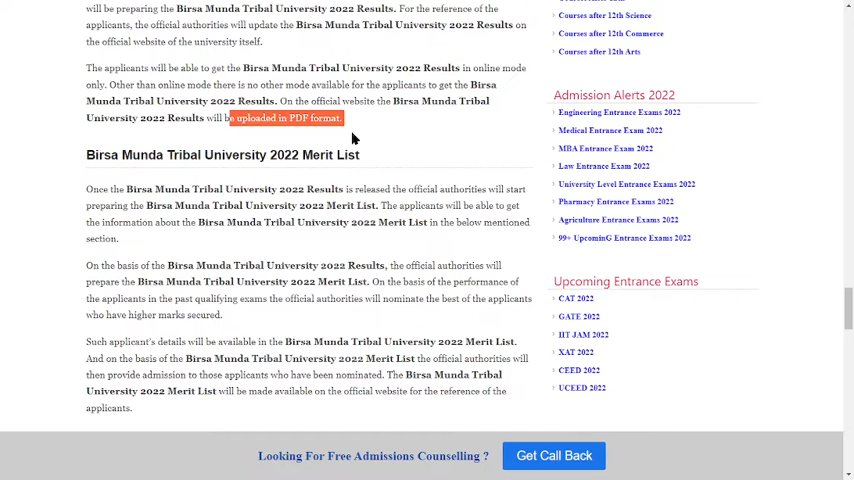 will be preparing the Birsa Munda Tribal University 2022 Results. For the reference of the
applicants, the official authorities will update the Birsa Munda Tribal University 2022 Results on
the official website of the university itself.
The applicants will be able to get the Birsa Munda Tribal University 2022 Results in online mode
only. Other than online mode there is no other mode available for the applicants to get the Birsa
Munda Tribal University 2022 Results. On the official website the Birsa Munda Tribal
University 2022 Results will be uploaded in PDF format.
Birsa Munda Tribal University 2022 Merit List
Once the Birsa Munda Tribal University 2022 Results is released the official authorities will start
preparing the Birsa Munda Tribal University 2022 Merit List. The applicants will be able to get
the information about the Birsa Munda Tribal University 2022 Merit List in the below mentioned
section.
On the basis of the Birsa Munda Tribal University 2022 Results, the official authorities will
prepare the Birsa Munda Tribal University 2022 Merit List. On the basis of the performance of
the applicants in the past qualifying exams the official authorities will nominate the best of the applicants
who have higher marks secured.
Such applicant's details will be available in the Birsa Munda Tribal University 2022 Merit List.
And on the basis of the Birsa Munda Tribal University 2022 Merit List the official authorities will
then provide admission to those applicants who have been nominated. The Birsa Munda Tribal
University 2022 Merit List will be made available on the official website for the reference of the
applicants.
Courses after 12th Science
Courses after 12th Commerce
Courses after 12th Arts
Admission Alerts 2022
Engineering Entrance Exams 2022
Medical Entrance Exam 2022
MBA Entrance Exam 2022
Law Entrance Exam 2022
University Level Entrance Exams 2022
Pharmacy Entrance Exams 2022
Agriculture Entrance Exams 2022
99+ UpcominG Entrance Exams 2022
Upcoming Entrance Exams
CAT 2022
GATE 2022
IIT JAM 2022
XAT 2022
CEED 2022
UCEED 2022
Looking For Free Admissions Counselling ?
Get Call Back